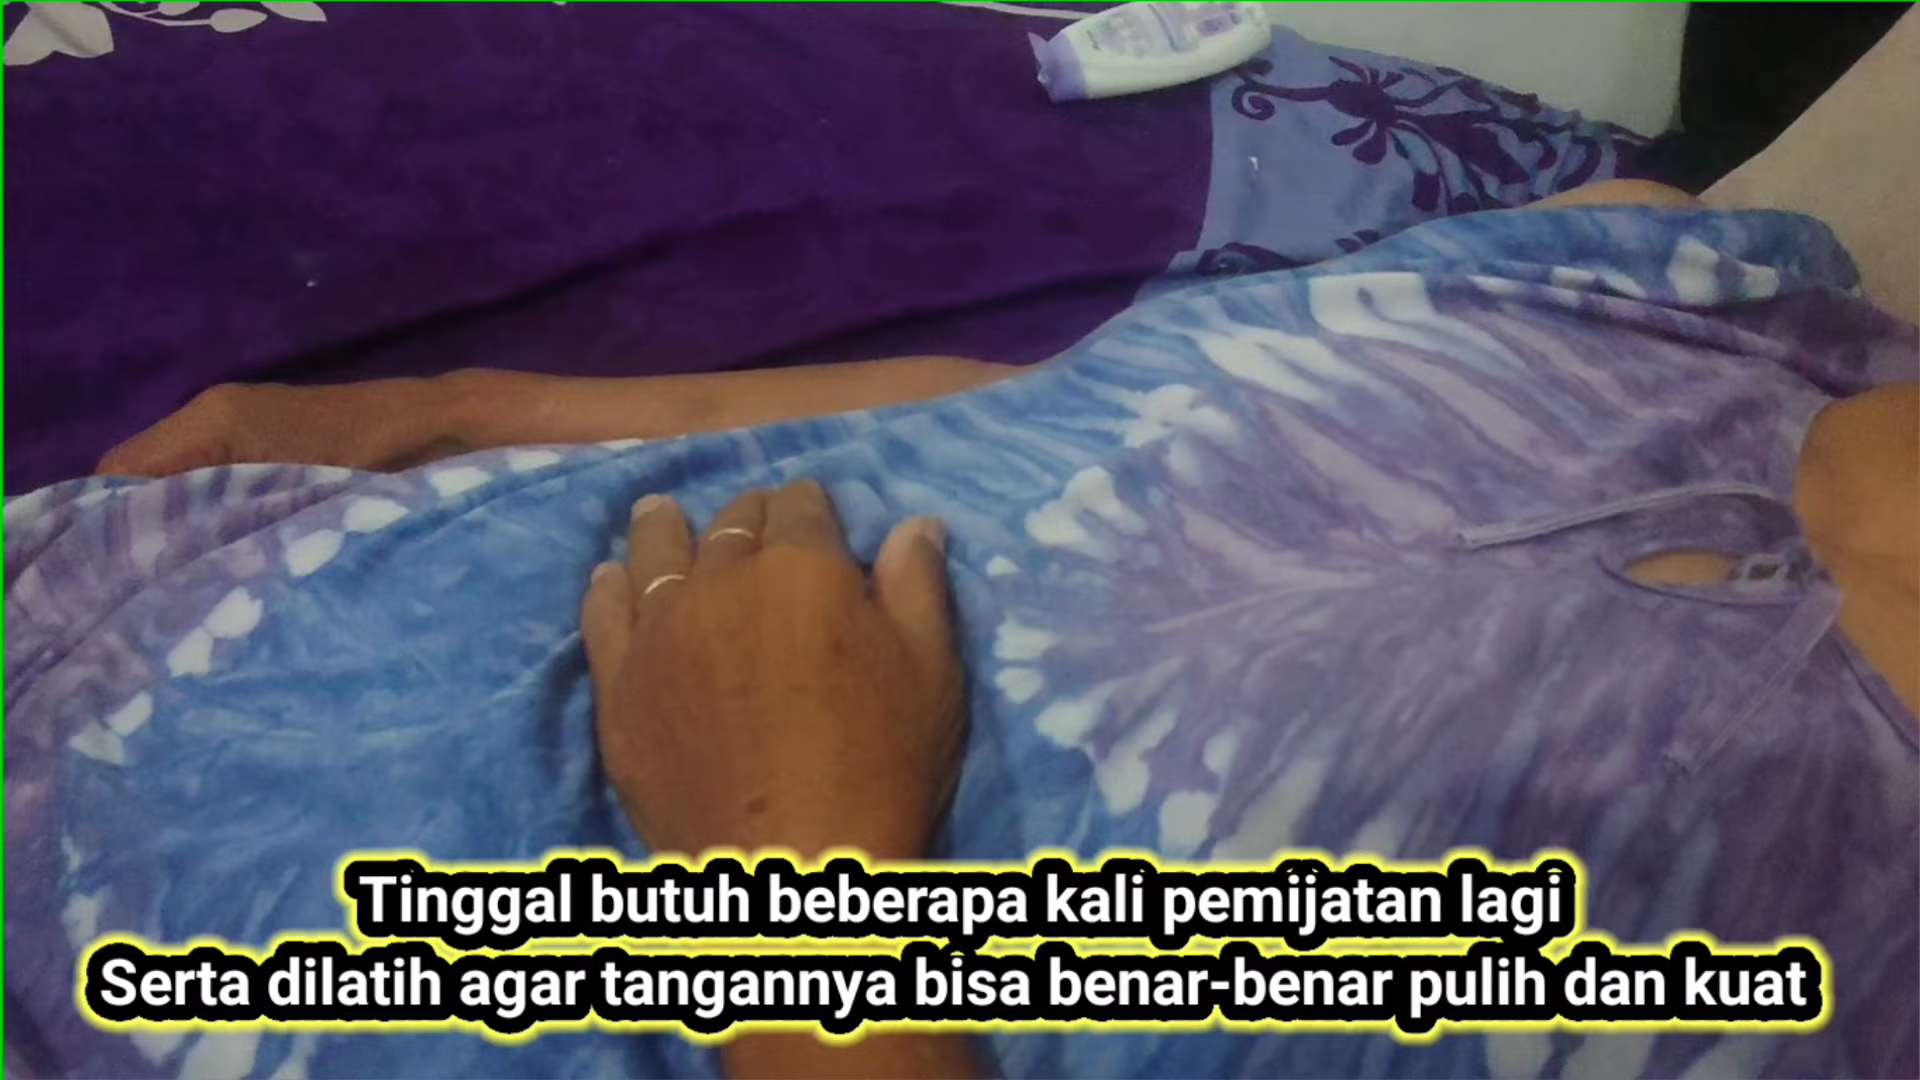 Tinggal butuh beberapa kali pemijatan lagi
Serta dilatih agar tangannya bisa benar-benar pulih dan kuat